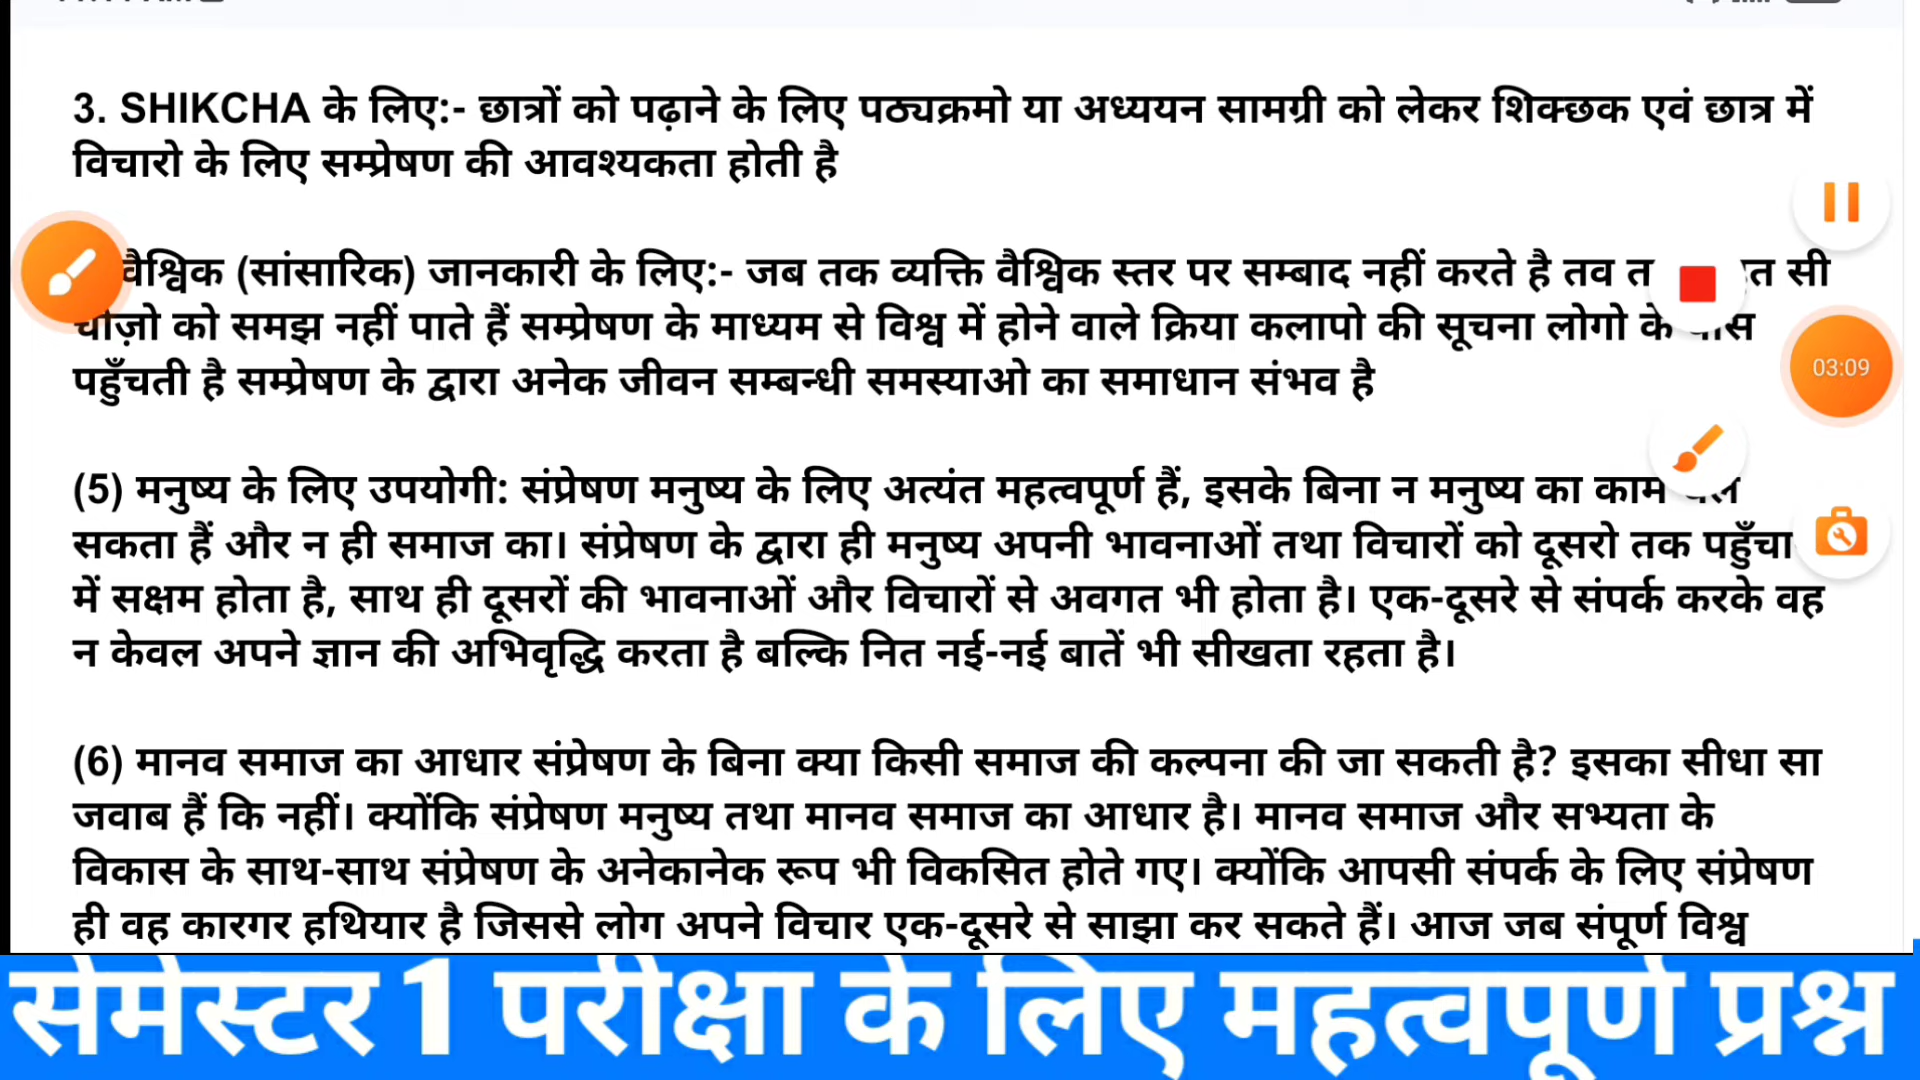 3. SHIKCHA के लिए:- छात्रों को पढ़ाने के लिए पठ्यक्रमो या अध्ययन सामग्री को लेकर शिक्छक एवं छात्र में
विचारो के लिए सम्प्रेषण की आवश्यकता होती है
वैश्विक (सांसारिक) जानकारी के लिए:- जब तक व्यक्ति वैश्विक स्तर पर सम्बाद नहीं करते है तव सी
को समझ नहीं पाते हैं सम्प्रेषण के माध्यम से विश्व में होने वाले क्रिया कलापो की सूचना लोगो के
03:09
पहुँचती है सम्प्रेषण के द्वारा अनेक जीवन सम्बन्धी समस्याओ का समाधान संभव है
(5) मनुष्य के लिए उपयोगी: संप्रेषण मनुष्य के लिए अत्यंत महत्वपूर्ण हैं, इसके बिना न मनुष्य का काम
सकता हैं और न ही समाज का। संप्रेषण के द्वारा ही मनुष्य अपनी भावनाओं तथा विचारों को दूसरो तक
में सक्षम होता है, साथ ही दूसरों की भावनाओं और विचारों से अवगत भी होता है। एक-दूसरे से संपर्क करके वह
न केवल अपने ज्ञान की अभिवृद्धि करता है बल्कि नित नई-नई बातें भी सीखता रहता है।
(6) मानव समाज का आधार संप्रेषण के बिना क्या किसी समाज की कल्पना की जा सकती है? इसका सीधा सा
जवाब हैं कि नहीं। क्योंकि संप्रेषण मनुष्य तथा मानव समाज का आधार है। मानव समाज और सभ्यता के
विकास के साथ-साथ संप्रेषण के अनेकानेक रूप भी विकसित होते गए। क्योंकि आपसी संपर्क के लिए संप्रेषण
ही वह कारगर हथियार है जिससे लोग अपने विचार एक-दूसरे से साझा कर सकते हैं। आज जब संपूर्ण विश्व
सेमेस्टर 1 परीक्षा के लिए महत्वपूर्ण प्रश्न